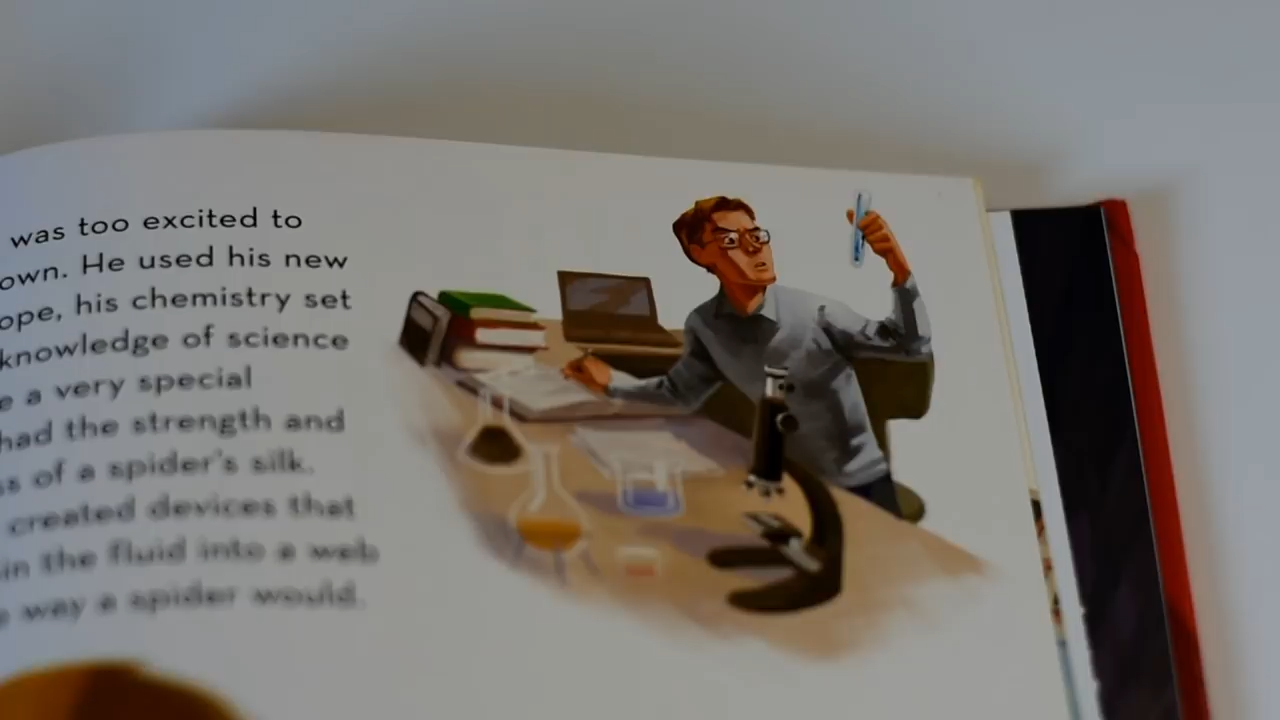 was too excited to
own. He used his new
ope, his chemistry set
knowledge of science
e a very special
had the strength and
ss of a spider's silk.
created devices that
in the fluid into a web
way a spider would.